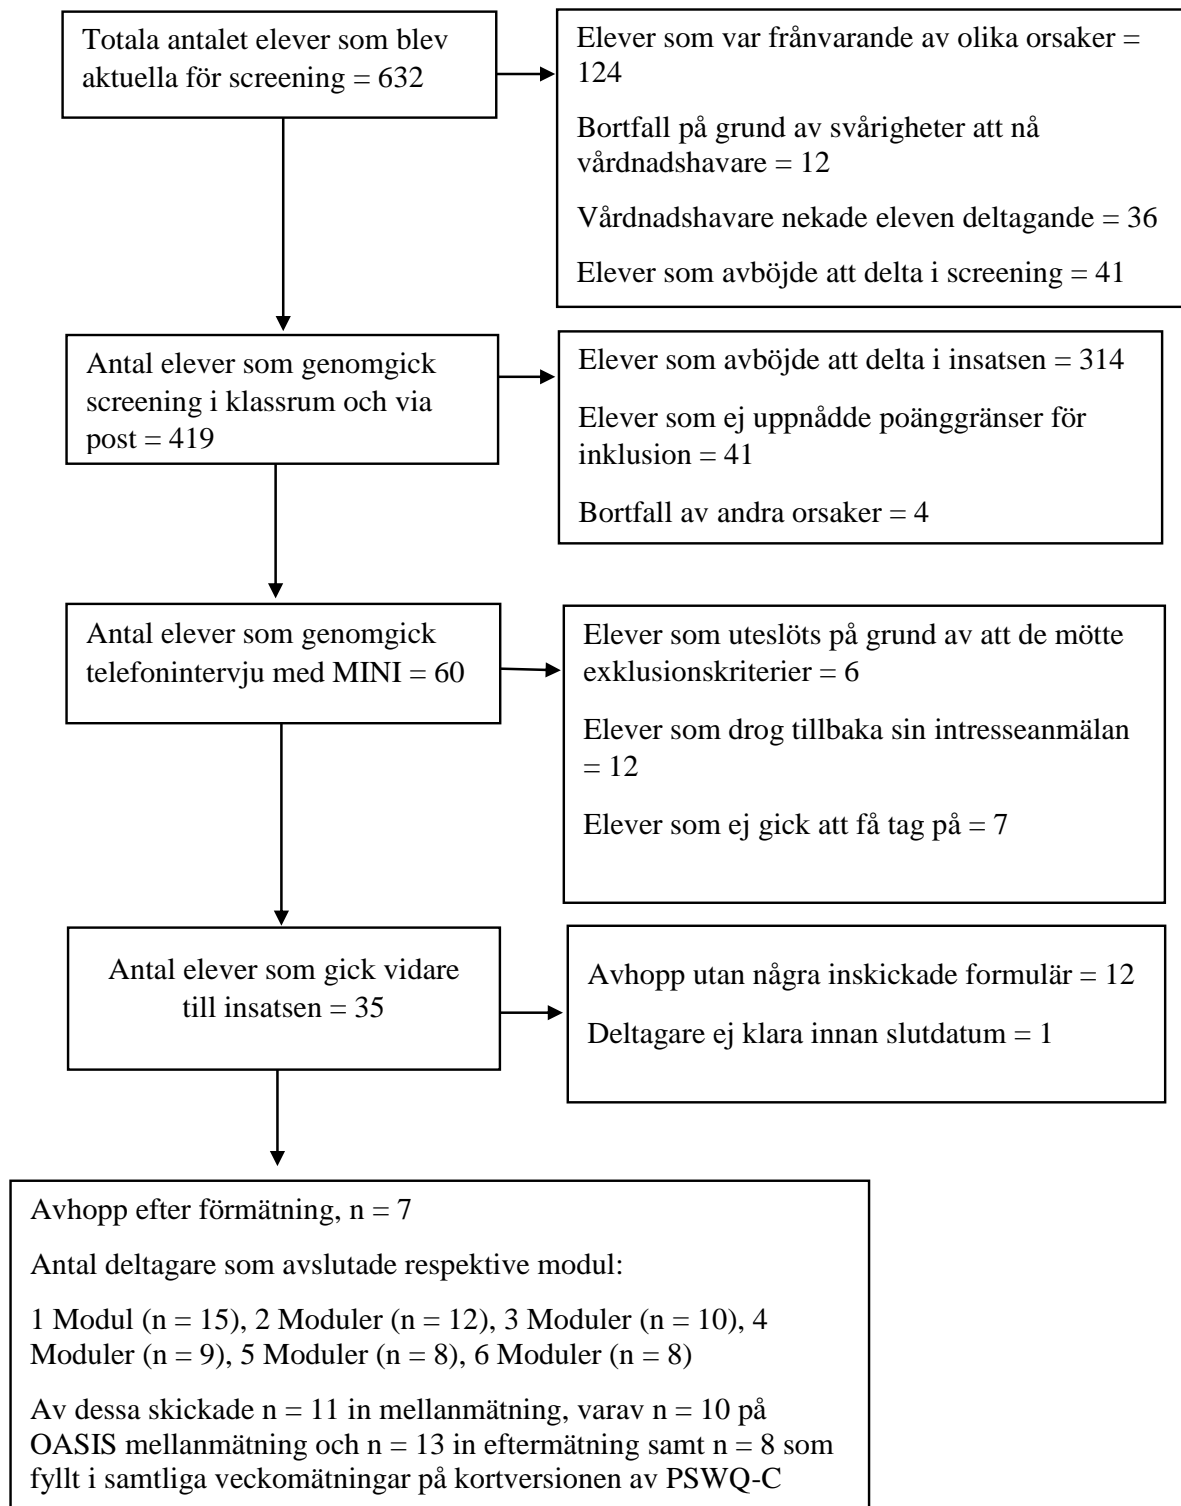 Totala antalet elever som blev
aktuella för screening = 632
Elever som var frånvarande av olika orsaker =
124
Bortfall på grund av svårigheter att nå
vårdnadshavare = 12
Vårdnadshavare nekade eleven deltagande = 36
Elever som avböjde att delta i screening = 41
Antal elever som genomgick
screening i klassrum och via
post = 419
Elever som avböjde att delta i insatsen = 314
Elever som ej uppnådde poänggränser för
inklusion = 41
Bortfall av andra orsaker = 4
Antal elever som genomgick
telefonintervju med MINI = 60
Elever som uteslöts på grund av att de mötte
exklusionskriterier = 6
Elever som drog tillbaka sin intresseanmälan
= 12
Elever som ej gick att få tag på = 7
Antal elever som gick vidare
till insatsen = 35
Avhopp utan några inskickade formulär = 12
Deltagare ej klara innan slutdatum = 1
Avhopp efter förmätning, n = 7
Antal deltagare som avslutade respektive modul:
1 Modul (n = 15), 2 Moduler (n = 12), 3 Moduler (n = 10), 4
Moduler (n = 9), 5 Moduler (n = 8), 6 Moduler (n = 8)
Av dessa skickade n = 11 in mellanmätning, varav n = 10 på
OASIS mellanmätning och n = 13 in eftermätning samt n = 8 som
fyllt i samtliga veckomätningar på kortversionen av PSWQ-C